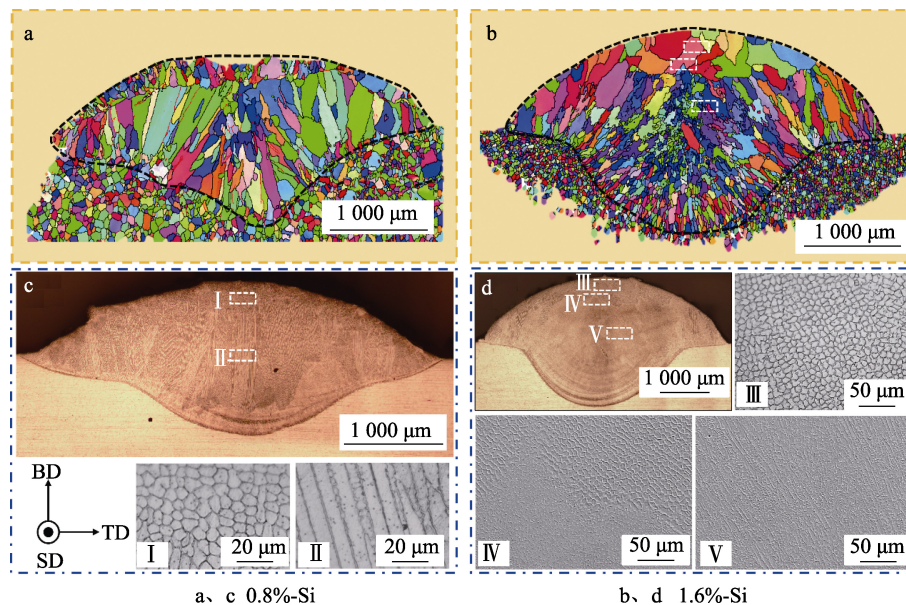 a
1 000 μm
b
1 000 μm
c
Ⅰ
Ⅱ
1 000 μm
d
Ⅲ
Ⅳ
Ⅴ
1 000 μm
Ⅲ
50 μm
BD
TD
SD
Ⅰ
20 μm
Ⅱ
20 μm
Ⅳ
50 μm
Ⅴ
50 μm
a、c 0.8%-Si
b、d 1.6%-Si